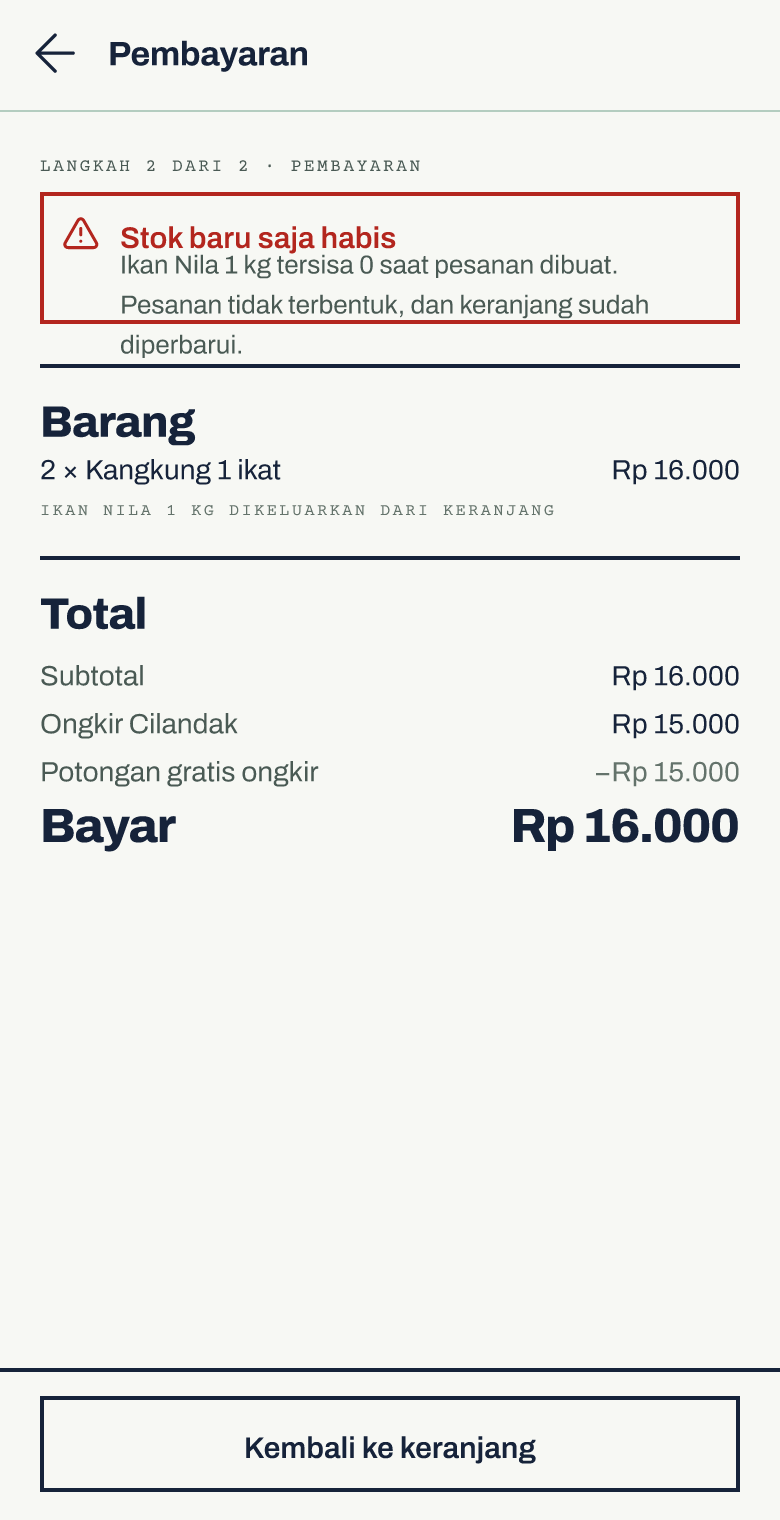 Pembayaran
LANGKAH 2 DARI 2 · PEMBAYARAN
Stok baru saja habis
Ikan Nila 1 kg tersisa 0 saat pesanan dibuat.
Pesanan tidak terbentuk, dan keranjang sudah
diperbarui.
Barang
2 × Kangkung 1 ikat Rp 16.000
IKAN NILA 1 KG DIKELUARKAN DARI KERANJANG
Total
Subtotal Rp 16.000
Ongkir Cilandak Rp 15.000
Potongan gratis ongkir −Rp 15.000
Bayar Rp 16.000
Kembali ke keranjang